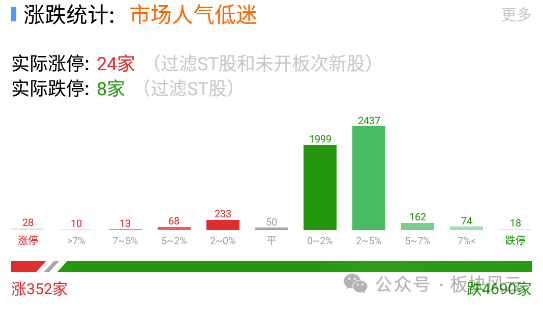 涨跌统计: 市场人气低迷 更多
实际涨停: 24家 （过滤ST股和未开板次新股）
实际跌停: 8家 （过滤ST股）
28 10 13 68 233 50 1999 2437 162 74 18
涨停 >7% 7~5% 5~2% 2~0% 平 0~2% 2~5% 5~7% 7%< 跌停
公众号 · 板块风云
涨352家 跌4690家